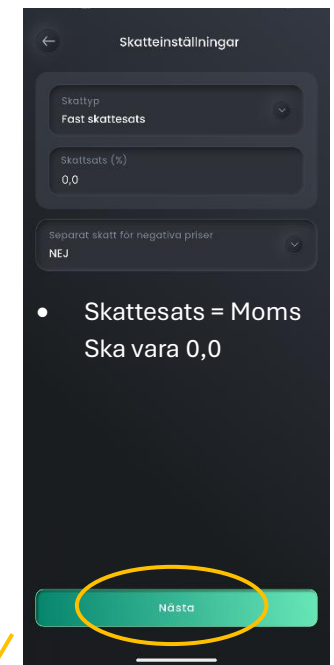 Skatteinställningar
Skattyp
Fast skattesats
Skattsats (%)
0,0
Separat skatt för negativa priser
NEJ
• Skattesats = Moms
Ska vara 0,0
Nästa